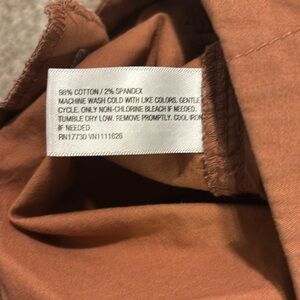 98% COTTON / 2% SPANDEX
MACHINE WASH COLD WITH LIKE COLORS. GENTLE
CYCLE. ONLY NON-CHLORINE BLEACH IF NEEDED.
TUMBLE DRY LOW. REMOVE PROMPTLY. COOL IRON
IF NEEDED.
RN17730 VN1111626